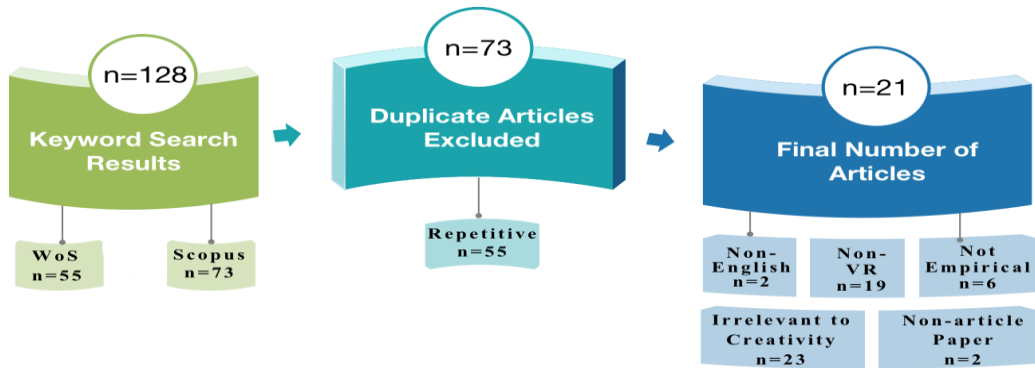 n=128
Keyword Search
Results
WoS
n=55
Scopus
n=73
n=73
Duplicate Articles
Excluded
Repetitive
n=55
n=21
Final Number of
Articles
Non-
English
n=2
Non-
VR
n=19
Not
Empirical
n=6
Irrelevant to
Creativity
n=23
Non-article
Paper
n=2